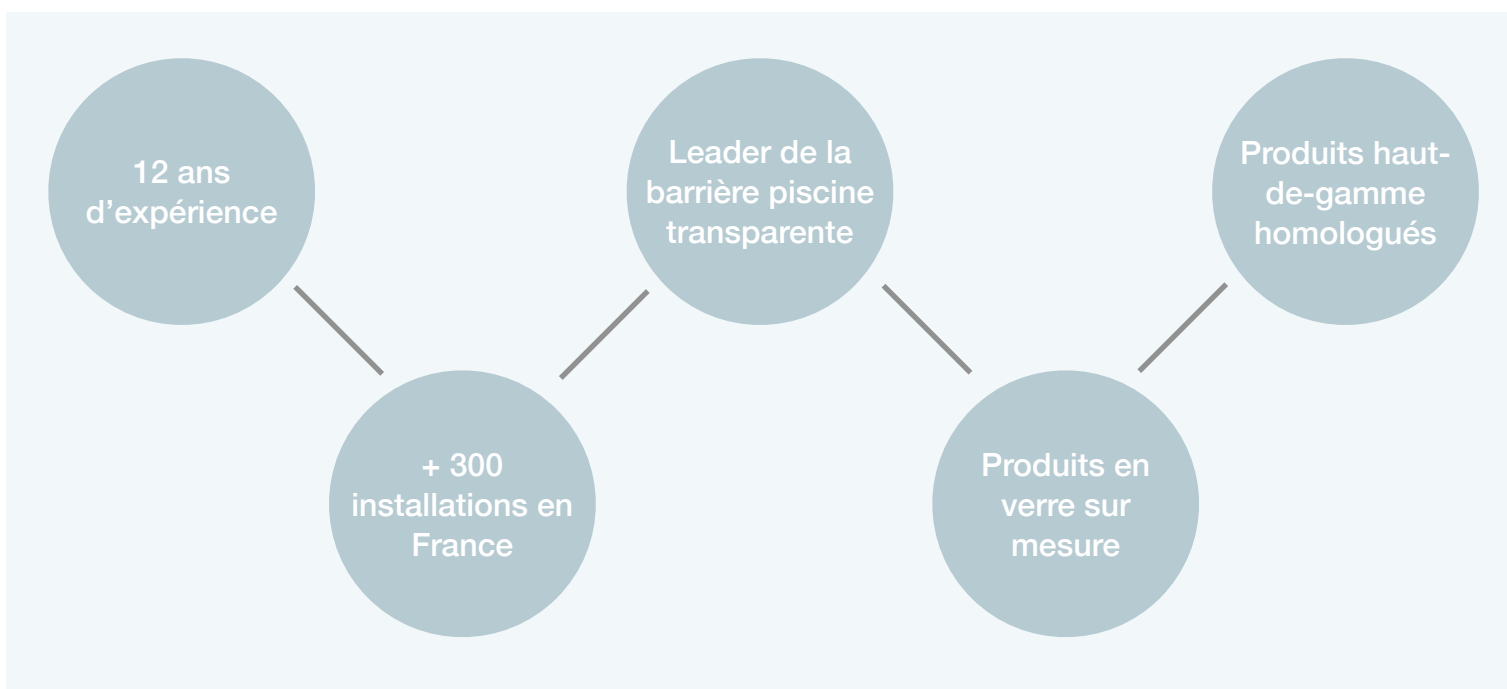 12 ans
d’expérience
+ 300
installations en
France
Leader de la
barrière piscine
transparente
Produits en
verre sur
mesure
Produits haut-
de-gamme
homologués